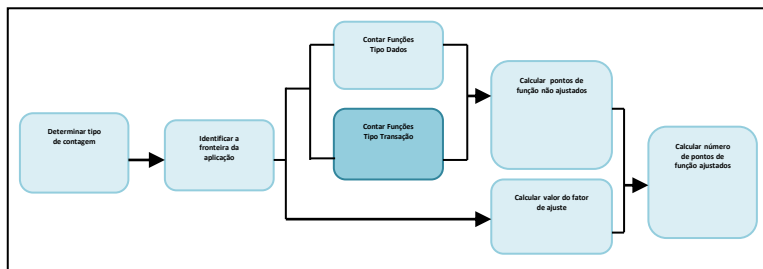 Contar Funções
Tipo Dados
Calcular pontos de
função não ajustados
Determinar tipo
de contagem
Identificar a
fronteira da
aplicação
Contar Funções
Tipo Transação
Calcular número
de pontos de
função ajustados
Calcular valor do fator
de ajuste